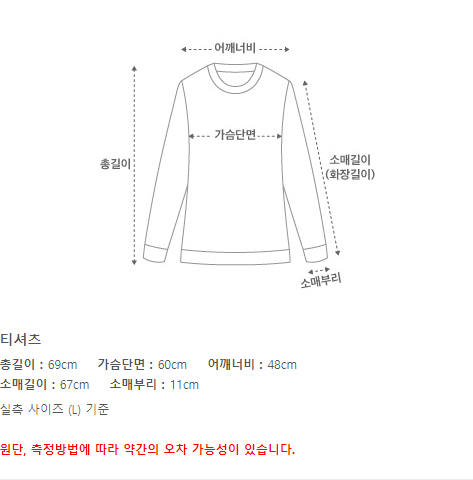 어깨너비
가슴단면
총길이
소매길이
(화장길이)
소매부리
티셔츠
총길이 : 69cm 가슴단면 : 60cm 어깨너비 : 48cm
소매길이 : 67cm 소매부리 : 11cm
실측 사이즈 (L) 기준
원단, 측정방법에 따라 약간의 오차 가능성이 있습니다.